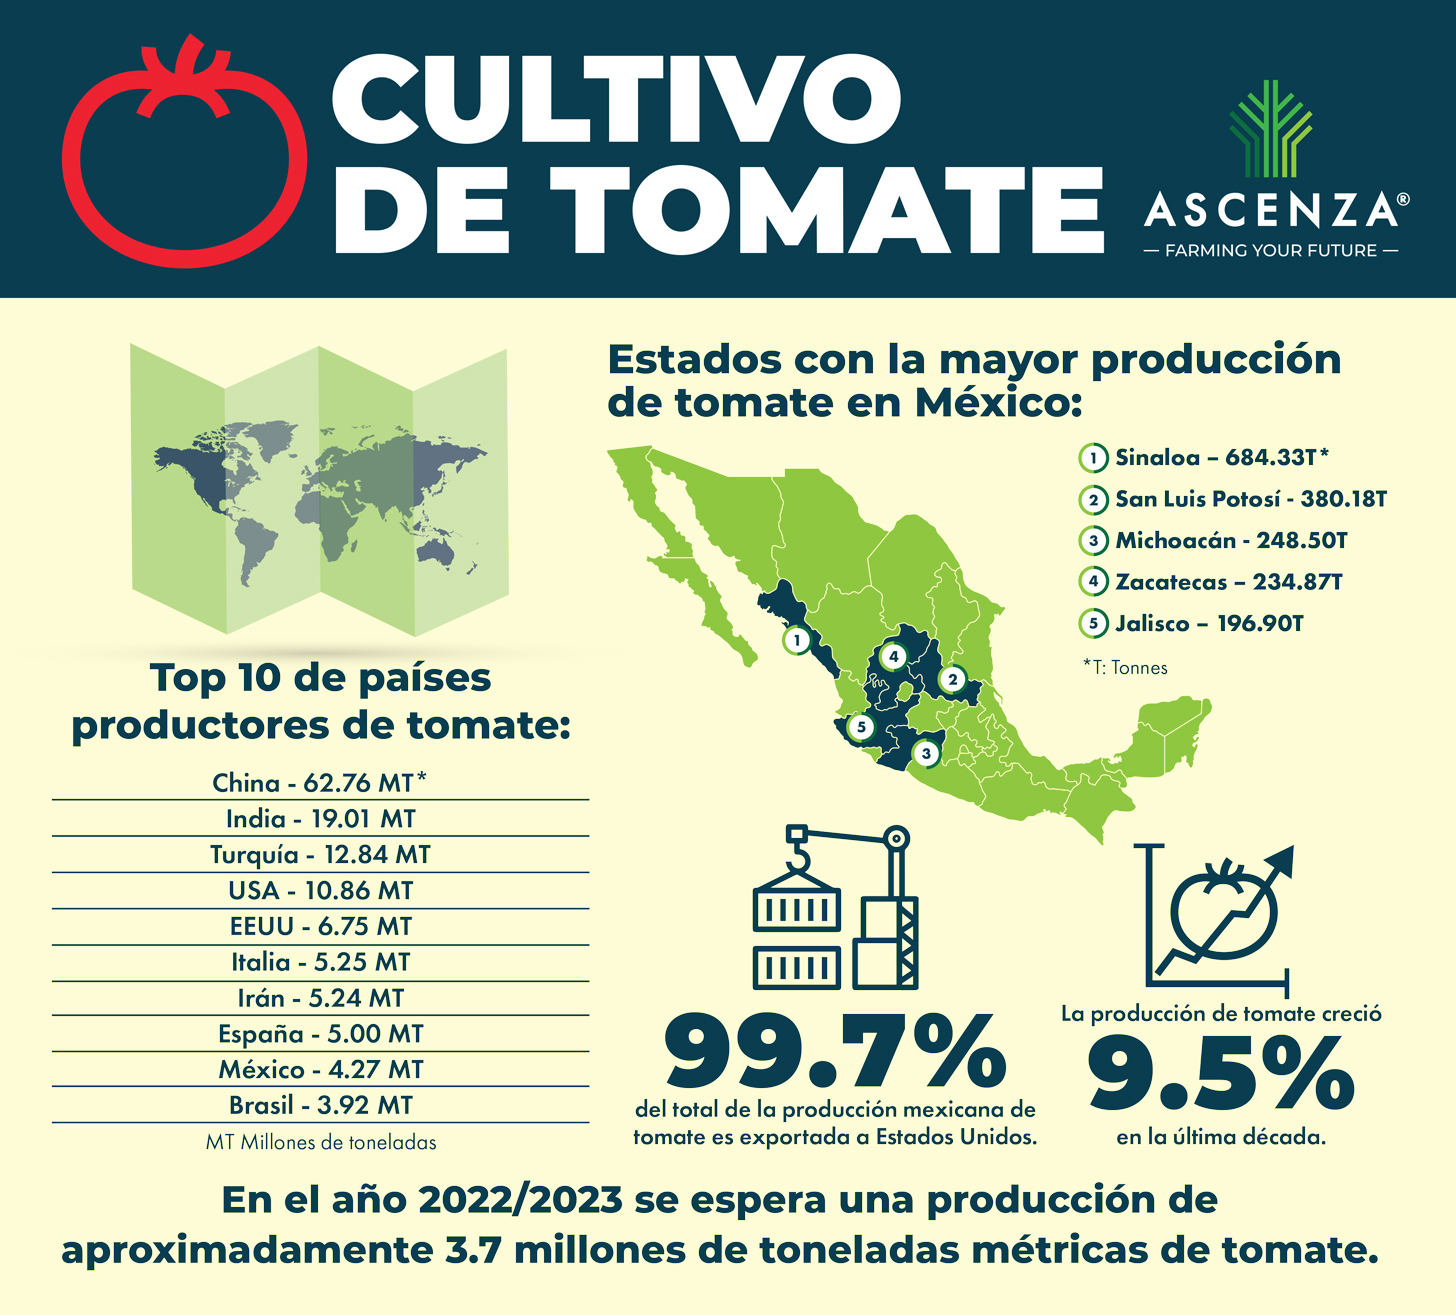 CULTIVO
DE TOMATE
ASCENZA®
— FARMING YOUR FUTURE —
Top 10 de países
productores de tomate:
China - 62.76 MT*
India - 19.01 MT
Turquía - 12.84 MT
USA - 10.86 MT
EEUU - 6.75 MT
Italia - 5.25 MT
Irán - 5.24 MT
España - 5.00 MT
México - 4.27 MT
Brasil - 3.92 MT
MT Millones de toneladas
Estados con la mayor producción
de tomate en México:
1 Sinaloa – 684.33T*
2 San Luis Potosí - 380.18T
3 Michoacán - 248.50T
4 Zacatecas – 234.87T
5 Jalisco – 196.90T
*T: Tonnes
1
4
2
5
3
99.7%
del total de la producción mexicana de
tomate es exportada a Estados Unidos.
La producción de tomate creció
9.5%
en la última década.
En el año 2022/2023 se espera una producción de
aproximadamente 3.7 millones de toneladas métricas de tomate.